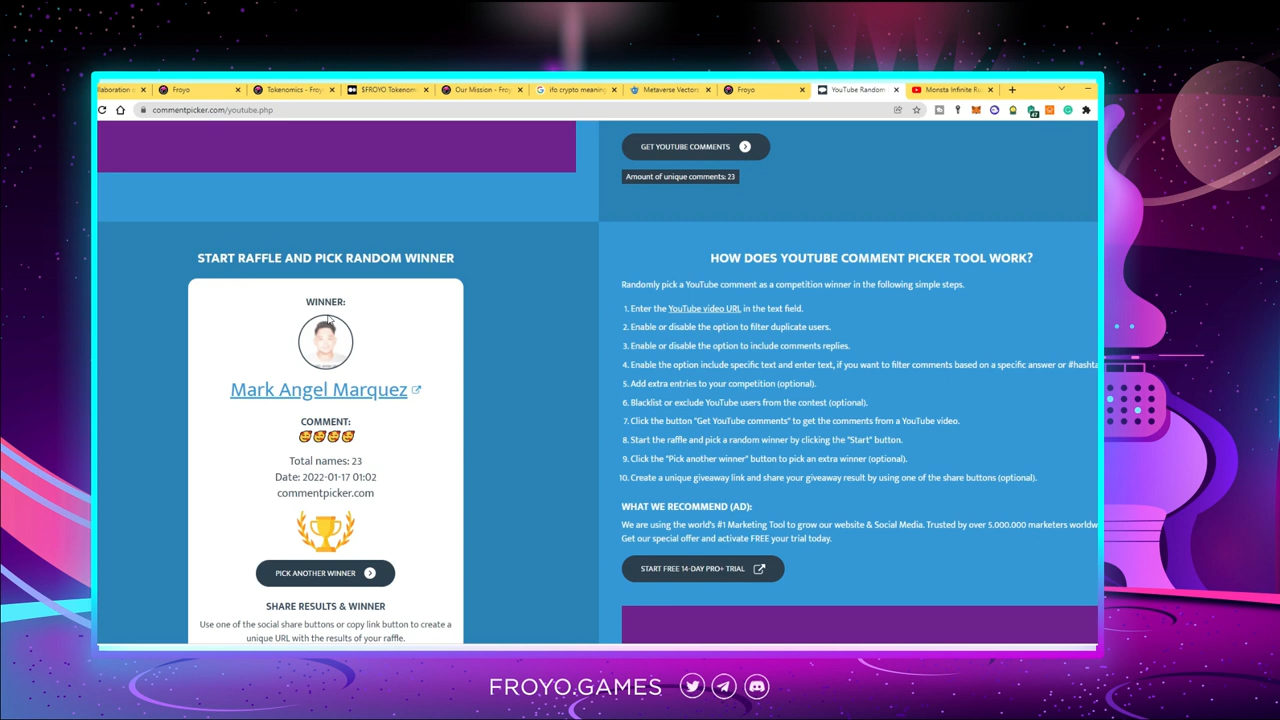 llaboration o
Froyo
Tokenomics - Froy
$FROYO Tokenom
Our Mission - Froy
ifo crypto meaning
Metaverse Vectors
Froyo
YouTube Random
Monsta Infinite Ru
commentpicker.com/youtube.php
GET YOUTUBE COMMENTS
Amount of unique comments: 23
START RAFFLE AND PICK RANDOM WINNER
WINNER:
Mark Angel Marquez
COMMENT:
🥰🥰🥰🥰
Total names: 23
Date: 2022-01-17 01:02
commentpicker.com
PICK ANOTHER WINNER
SHARE RESULTS & WINNER
Use one of the social share buttons or copy link button to create a
unique URL with the results of your raffle.
HOW DOES YOUTUBE COMMENT PICKER TOOL WORK?
Randomly pick a YouTube comment as a competition winner in the following simple steps.
1. Enter the YouTube video URL in the text field.
2. Enable or disable the option to filter duplicate users.
3. Enable or disable the option to include comments replies.
4. Enable the option include specific text and enter text, if you want to filter comments based on a specific answer or #hashta
5. Add extra entries to your competition (optional).
6. Blacklist or exclude YouTube users from the contest (optional).
7. Click the button "Get YouTube comments" to get the comments from a YouTube video.
8. Start the raffle and pick a random winner by clicking the "Start" button.
9. Click the "Pick another winner" button to pick an extra winner (optional).
10. Create a unique giveaway link and share your giveaway result by using one of the share buttons (optional).
WHAT WE RECOMMEND (AD):
We are using the world's #1 Marketing Tool to grow our website & Social Media. Trusted by over 5.000.000 marketers worldw
Get our special offer and activate FREE your trial today.
START FREE 14-DAY PRO+ TRIAL
FROYO.GAMES